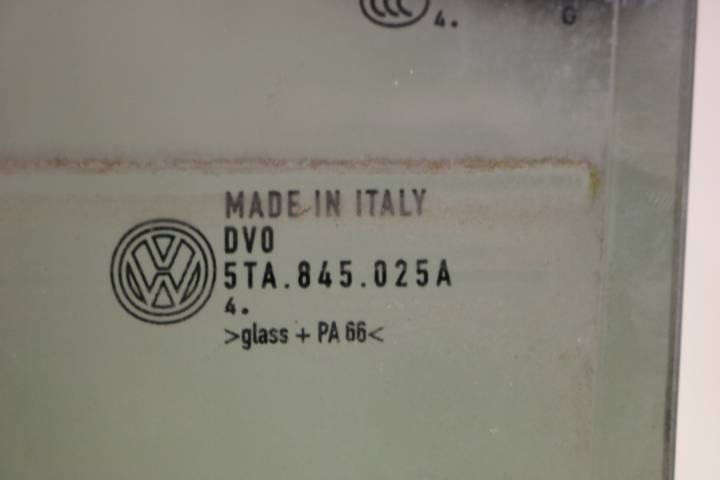 4.
G
MADE IN ITALY
DVO
5TA.845.025A
4.
>glass + PA 66<